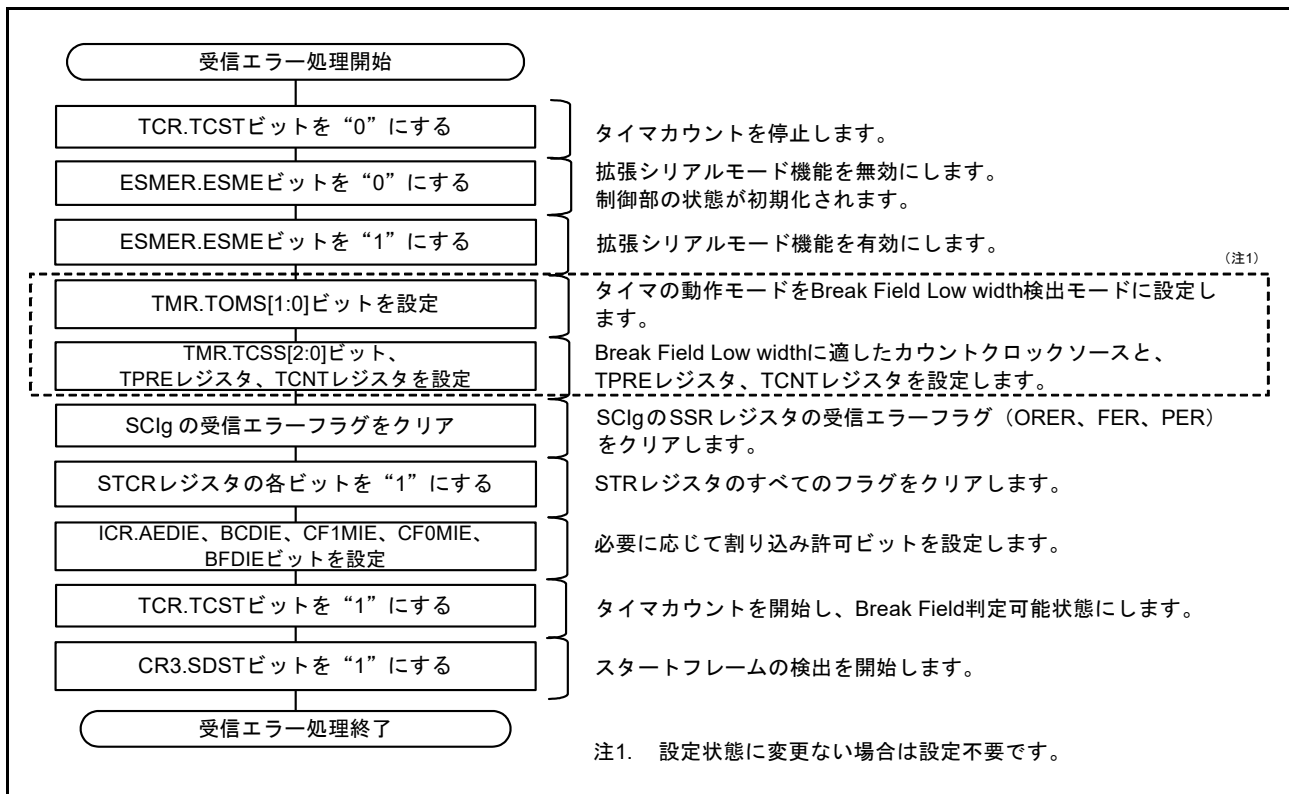 受信エラー処理開始
TCR.TCSTビットを“0”にする
タイマカウントを停止します。
ESMER.ESMEビットを“0”にする
拡張シリアルモード機能を無効にします。
制御部の状態が初期化されます。
ESMER.ESMEビットを“1”にする
拡張シリアルモード機能を有効にします。
（注1）
TMR.TOMS[1:0]ビットを設定
タイマの動作モードをBreak Field Low width検出モードに設定し
ます。
TMR.TCSS[2:0]ビット、
TPREレジスタ、TCNTレジスタを設定
Break Field Low widthに適したカウントクロックソースと、
TPREレジスタ、TCNTレジスタを設定します。
SCIg の受信エラーフラグをクリア
SCIgのSSRレジスタの受信エラーフラグ（ORER、FER、PER）
をクリアします。
STCRレジスタの各ビットを“1”にする
STRレジスタのすべてのフラグをクリアします。
ICR.AEDIE、BCDIE、CF1MIE、CF0MIE、
BFDIEビットを設定
必要に応じて割り込み許可ビットを設定します。
TCR.TCSTビットを“1”にする
タイマカウントを開始し、Break Field判定可能状態にします。
CR3.SDSTビットを“1”にする
スタートフレームの検出を開始します。
受信エラー処理終了
注1. 設定状態に変更ない場合は設定不要です。